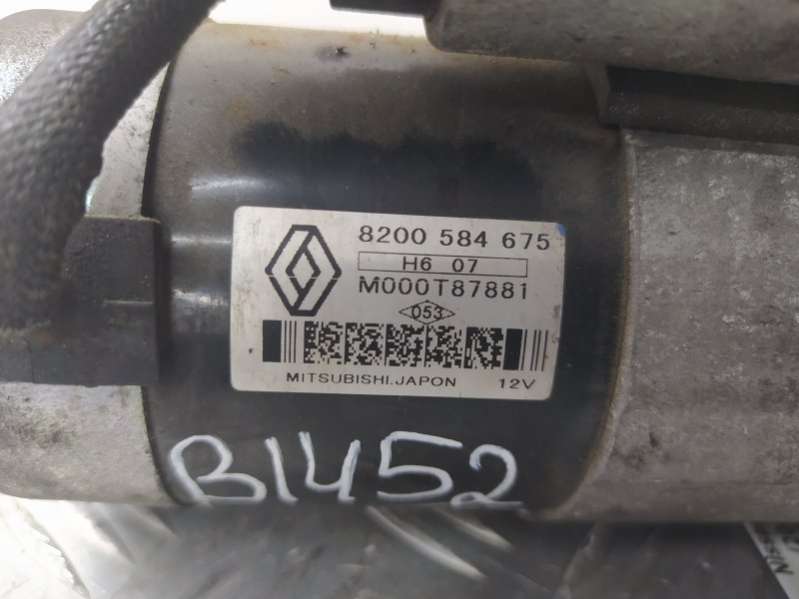 8200 584 675
H6 07
M000T87881
053
MITSUBISHI.JAPON 12V
B1452